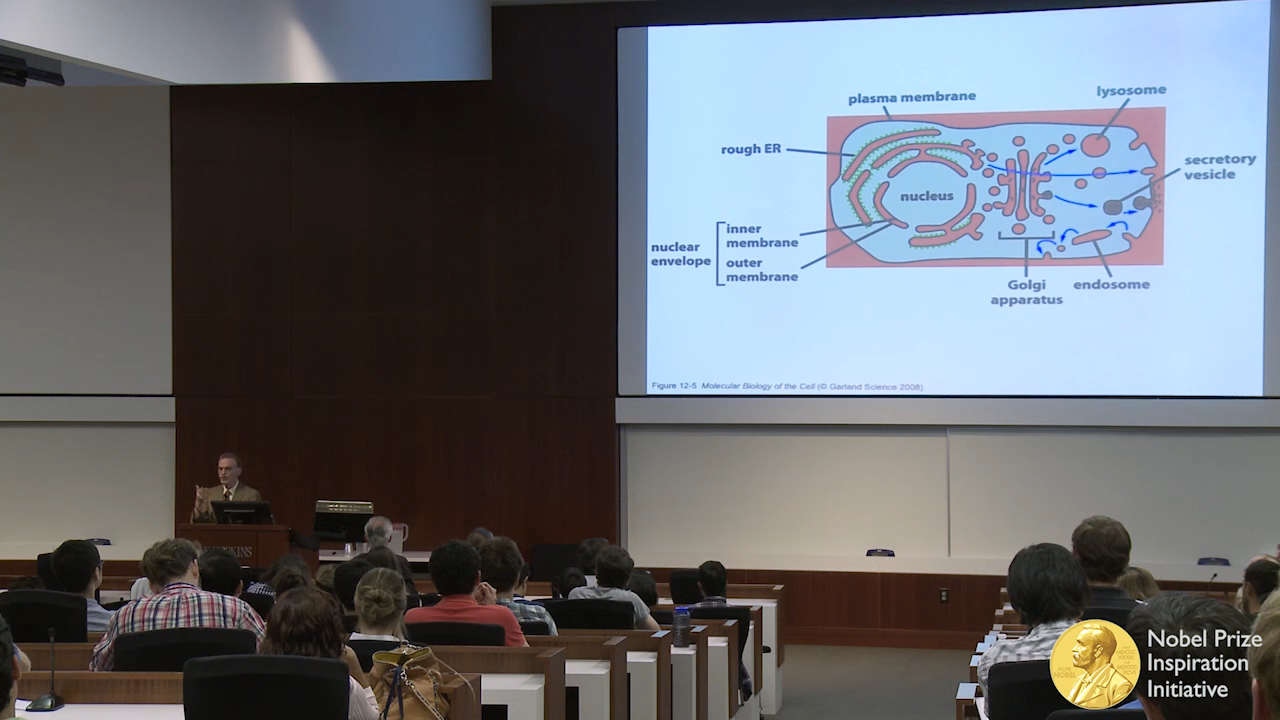 plasma membrane
lysosome
rough ER
secretory
vesicle
nucleus
inner
membrane
nuclear
envelope
outer
membrane
Golgi
apparatus
endosome
Figure 12-5 Molecular Biology of the Cell (© Garland Science 2008)
Nobel Prize
Inspiration
Initiative